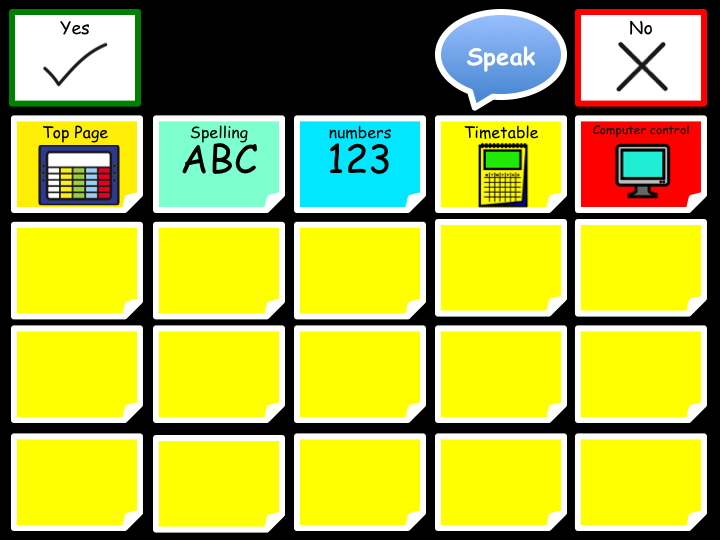 Yes
Speak
No
Top Page
Spelling
ABC
numbers
123
Timetable
Computer control